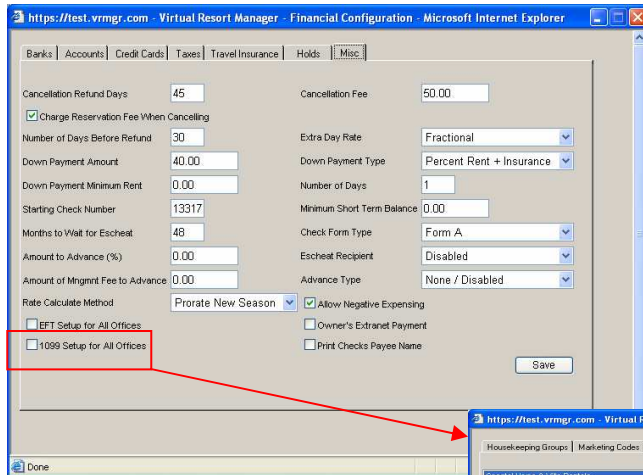 https://test.vrmgr.com - Virtual Resort Manager - Financial Configuration - Microsoft Internet Explorer
Banks Accounts Credit Cards Taxes Travel Insurance Holds Misc
Cancellation Refund Days 45 Cancellation Fee 50.00
Charge Reservation Fee When Cancelling
Number of Days Before Refund 30 Extra Day Rate Fractional
Down Payment Amount 40.00 Down Payment Type Percent Rent + Insurance
Down Payment Minimum Rent 0.00 Number of Days 1
Starting Check Number 13317 Minimum Short Term Balance 0.00
Months to Wait for Escheat 48 Check Form Type Form A
Amount to Advance (%) 0.00 Escheat Recipient Disabled
Amount of Mngmnt Fee to Advance 0.00 Advance Type None / Disabled
Rate Calculate Method Prorate New Season Allow Negative Expensing
EFT Setup for All Offices Owner's Extranet Payment
1099 Setup for All Offices Print Checks Payee Name
Save
https://test.vrmgr.com - Virtual R
Housekeeping Groups Marketing Codes
Done